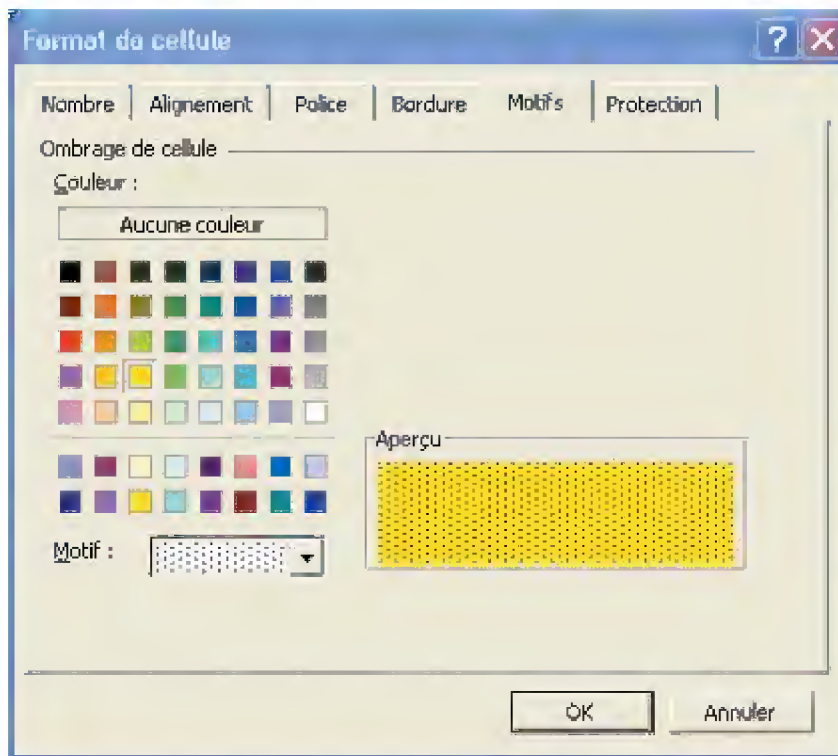 Format de cellule
Nombre Alignement Police Bordure Motifs Protection
Ombrage de cellule
Couleur :
Aucune couleur
Aperçu
Motif :
OK Annuler